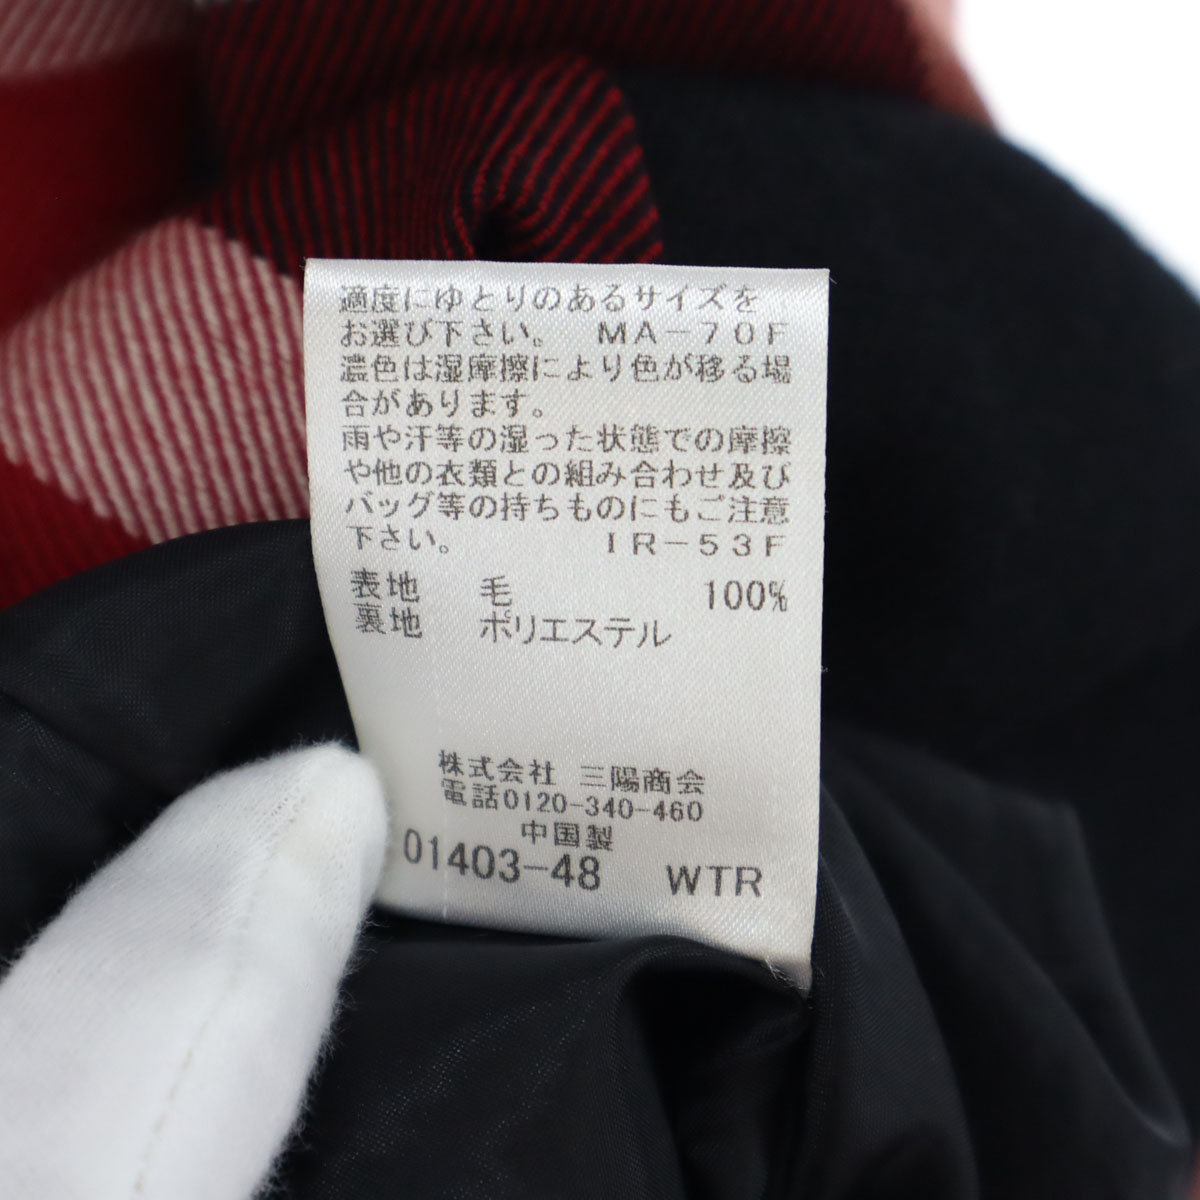 適度にゆとりのあるサイズを
お選び下さい。 MA-70F
濃色は湿摩擦により色が移る場
合があります。
雨や汗等の湿った状態での摩擦
や他の衣類との組み合わせ及び
バッグ等の持ちものにもご注意
下さい。 IR-53F
表地 毛 100%
裏地 ポリエステル
株式会社 三陽商会
電話0120-340-460
中国製
01403-48 WTR